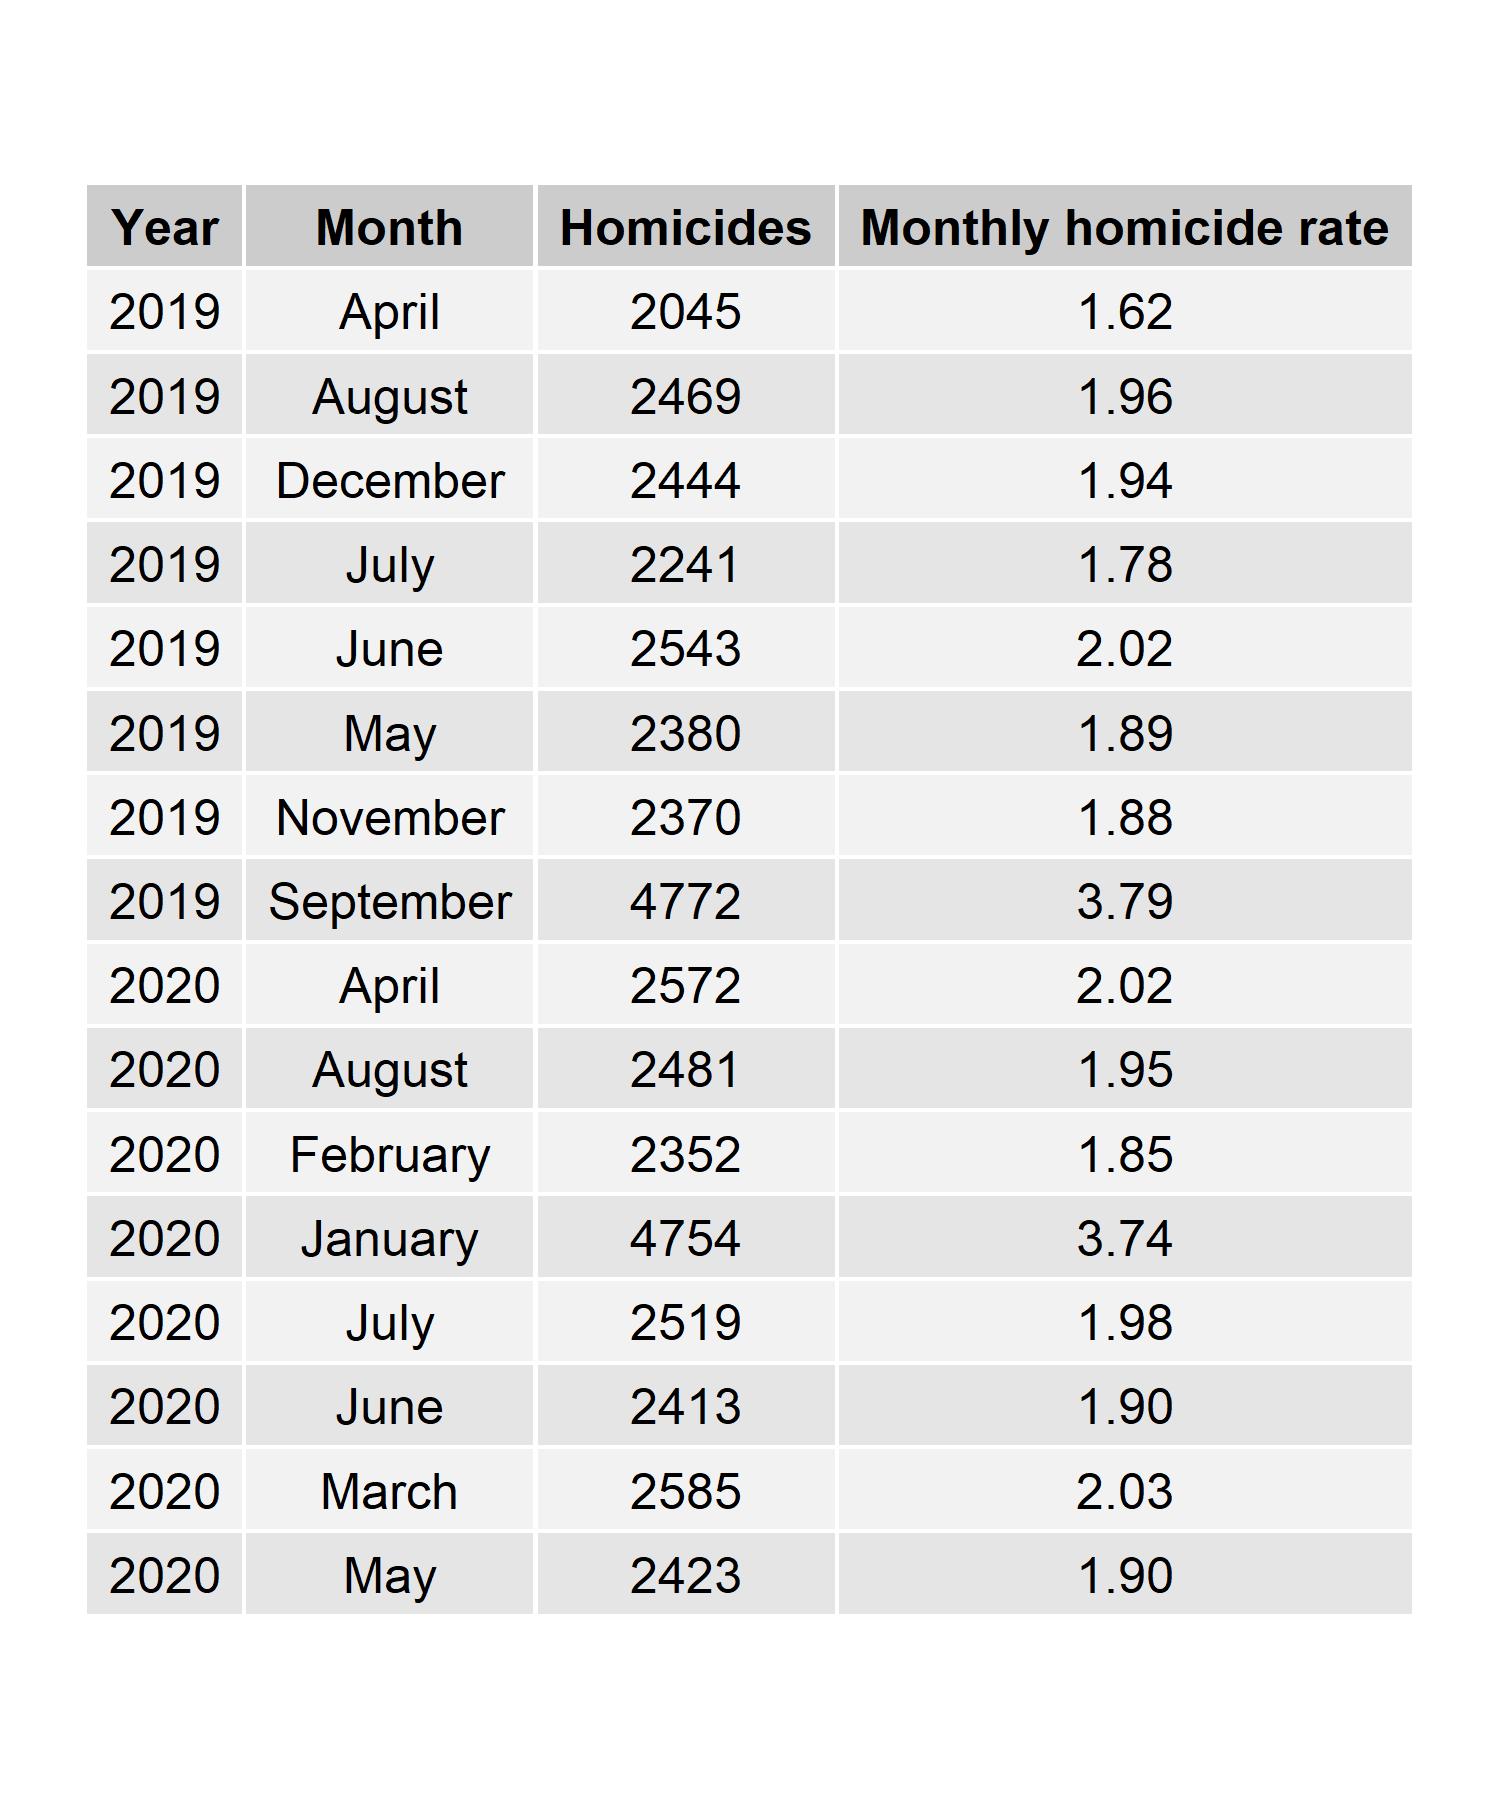 Year Month Homicides Monthly homicide rate
2019 April 2045 1.62
2019 August 2469 1.96
2019 December 2444 1.94
2019 July 2241 1.78
2019 June 2543 2.02
2019 May 2380 1.89
2019 November 2370 1.88
2019 September 4772 3.79
2020 April 2572 2.02
2020 August 2481 1.95
2020 February 2352 1.85
2020 January 4754 3.74
2020 July 2519 1.98
2020 June 2413 1.90
2020 March 2585 2.03
2020 May 2423 1.90